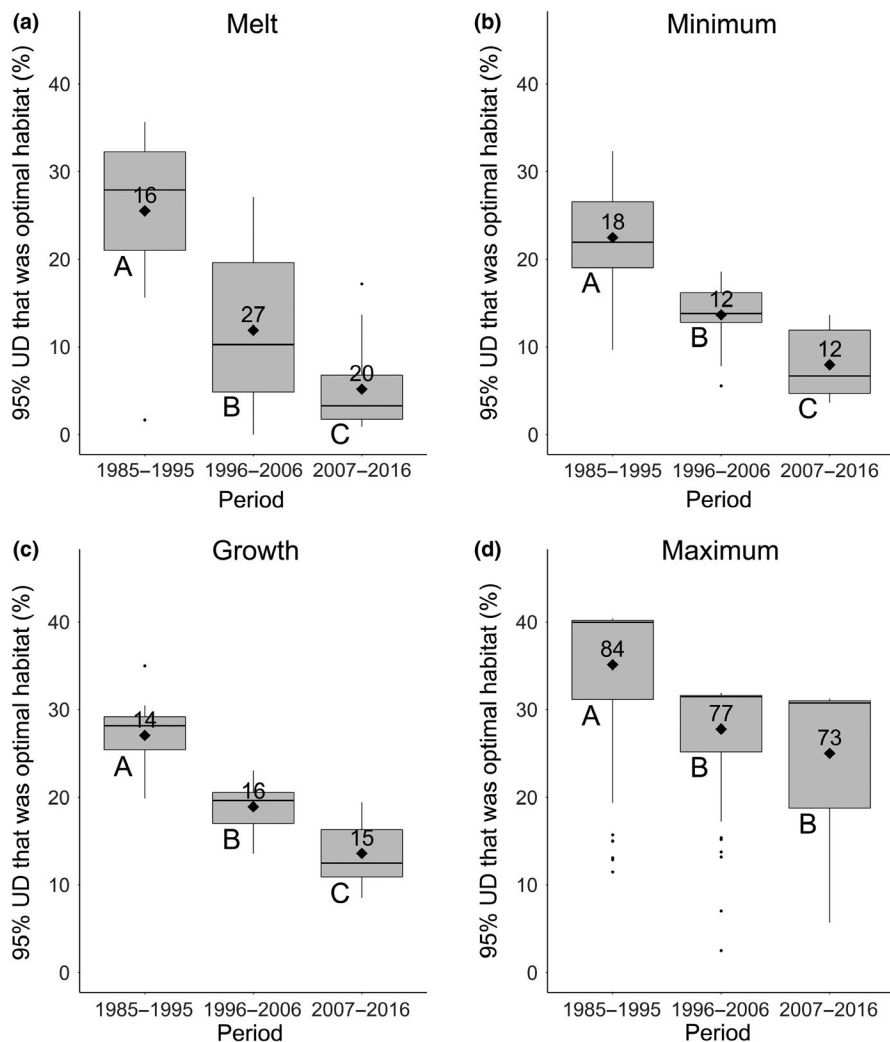 (a) Melt
95% UD that was optimal habitat (%)
40
30
20
10
0
16
A
27
B
20
C
1985–1995 1996–2006 2007–2016
Period
(b) Minimum
95% UD that was optimal habitat (%)
40
30
20
10
0
18
A
12
B
12
C
1985–1995 1996–2006 2007–2016
Period
(c) Growth
95% UD that was optimal habitat (%)
40
30
20
10
0
14
A
16
B
15
C
1985–1995 1996–2006 2007–2016
Period
(d) Maximum
95% UD that was optimal habitat (%)
40
30
20
10
0
84
A
77
B
73
B
1985–1995 1996–2006 2007–2016
Period